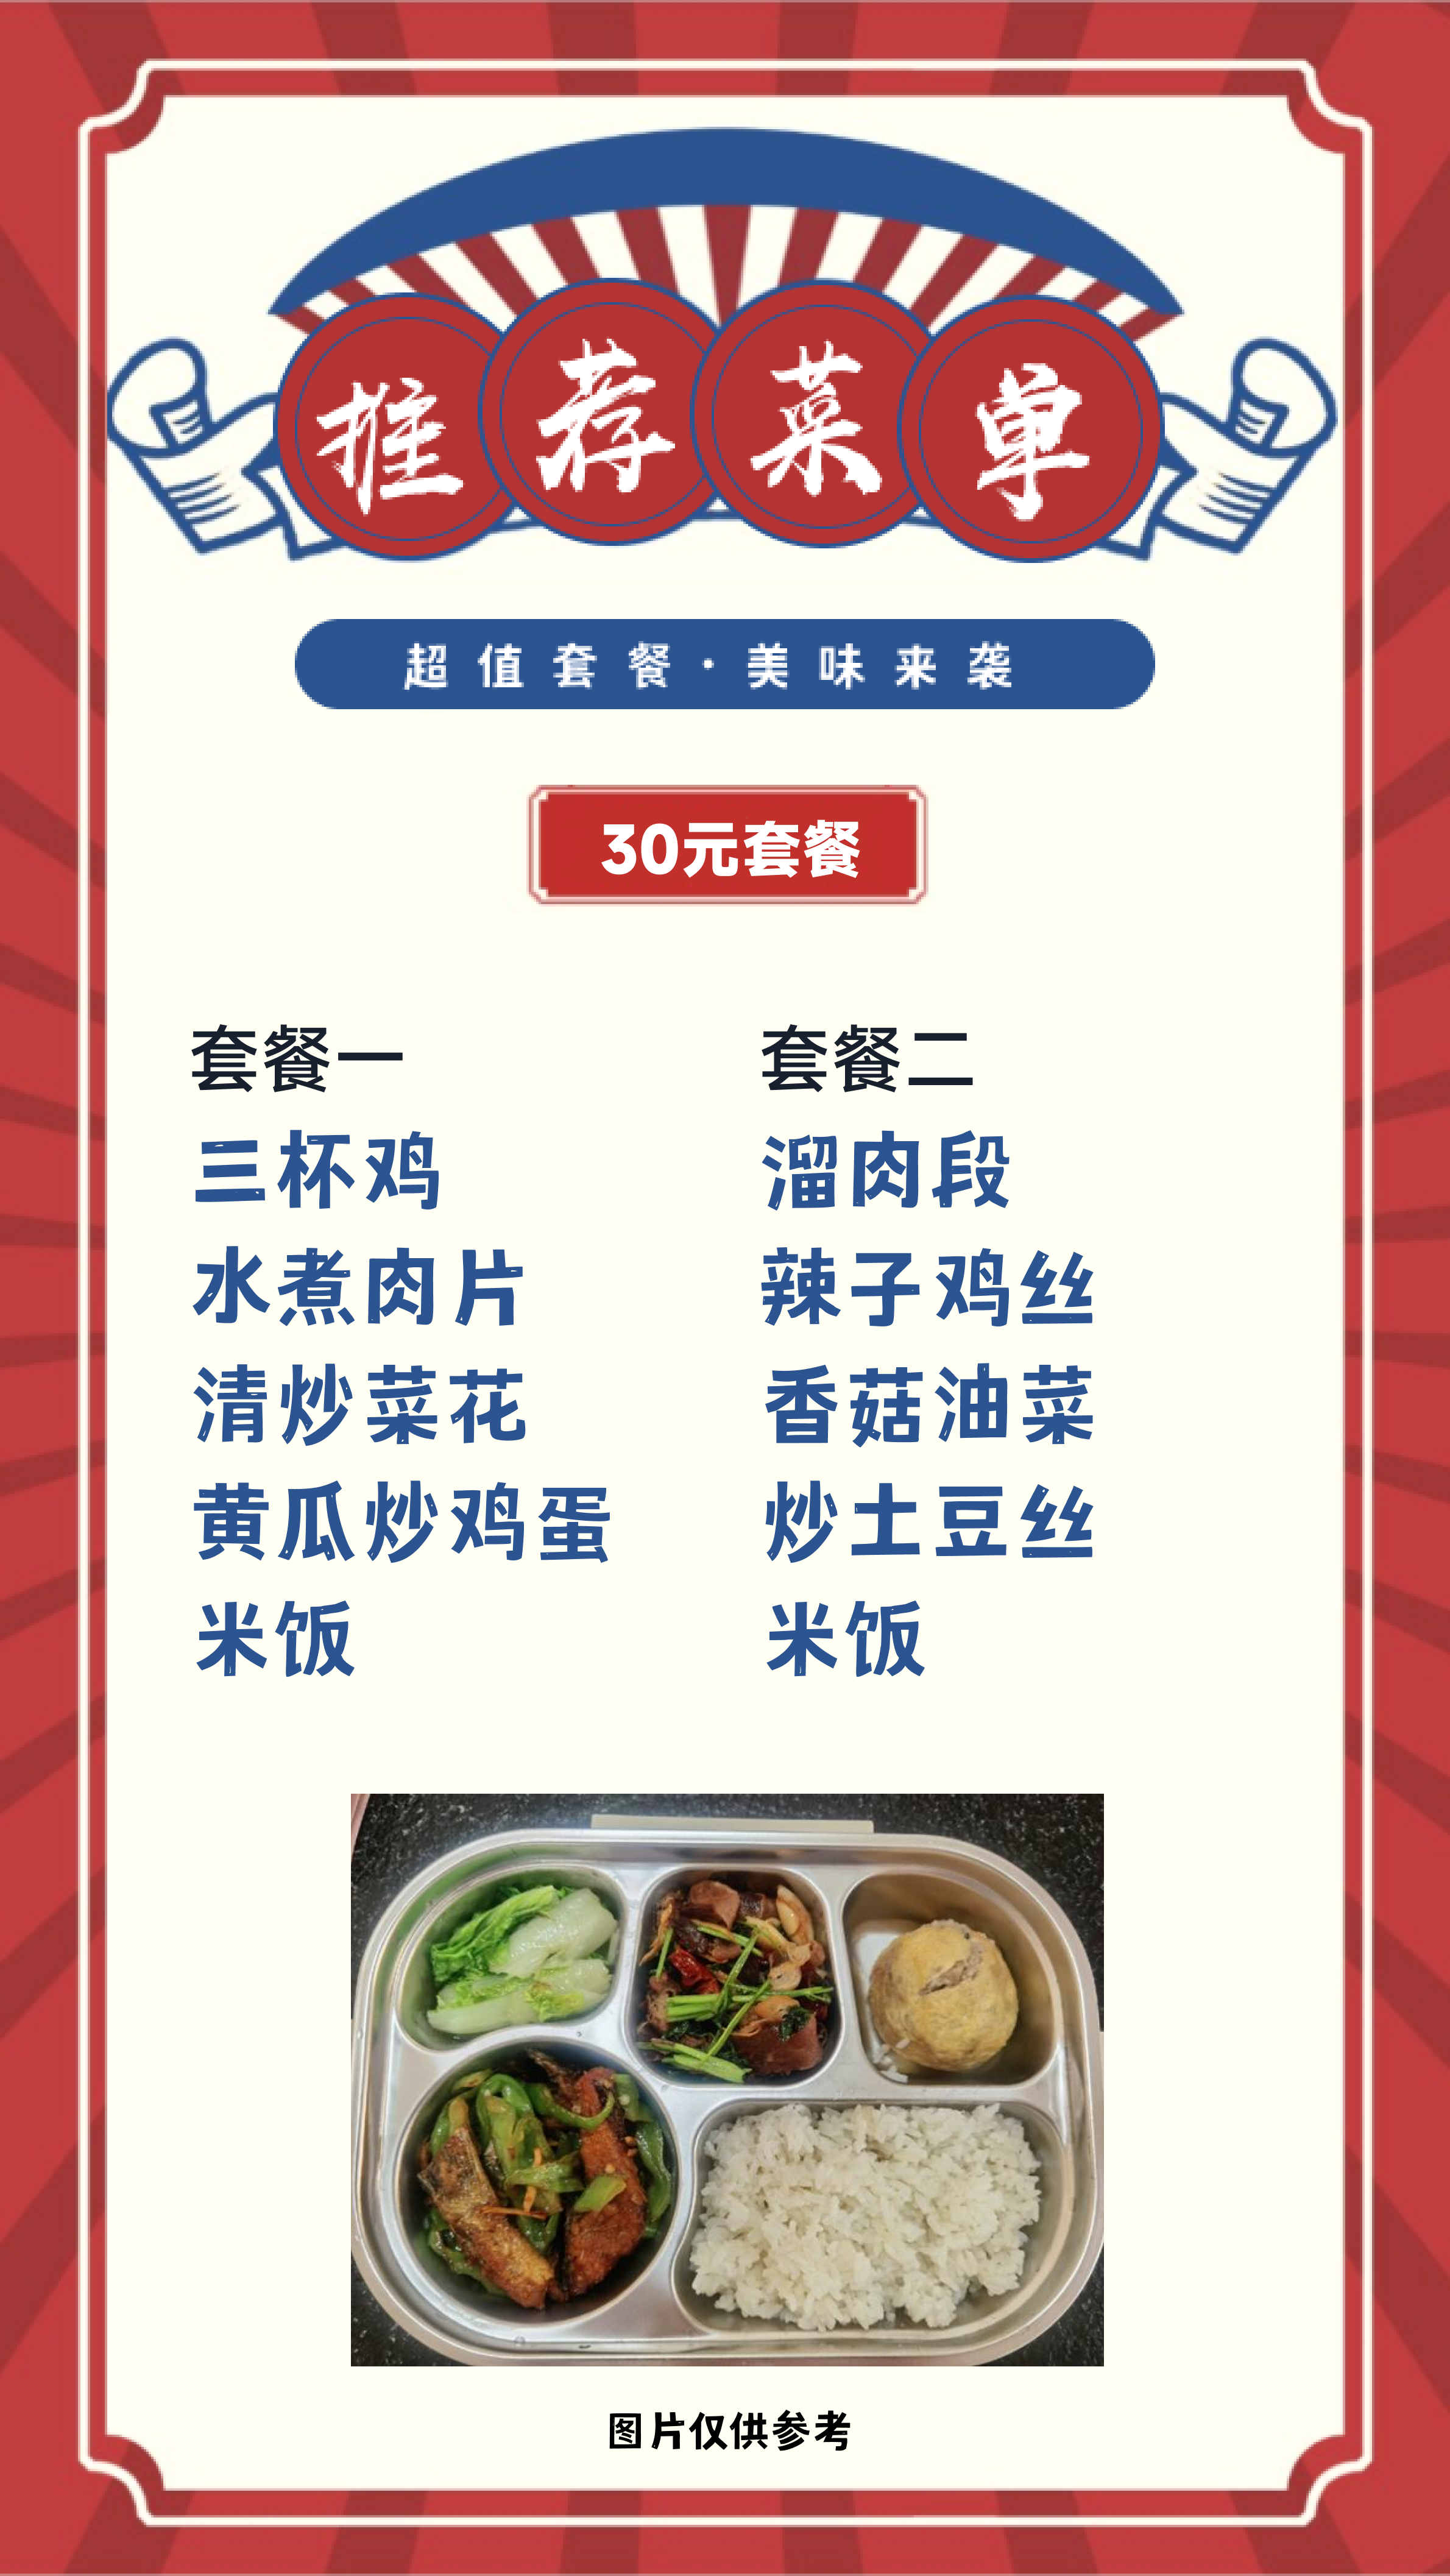 推荐菜单
超值套餐·美味来袭
30元套餐
套餐一
三杯鸡
水煮肉片
清炒菜花
黄瓜炒鸡蛋
米饭
套餐二
溜肉段
辣子鸡丝
香菇油菜
炒土豆丝
米饭
图片仅供参考